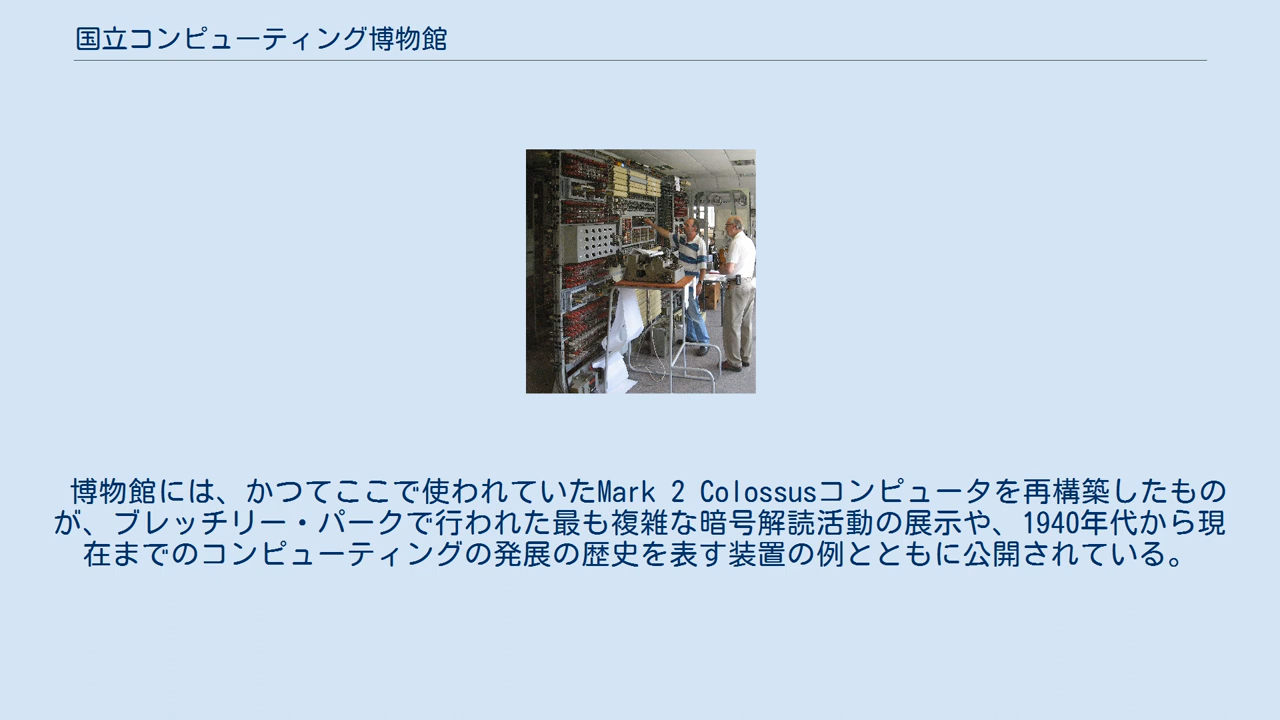 国立コンピューティング博物館
博物館には、かつてここで使われていたMark 2 Colossusコンピュータを再構築したもの
が、ブレッチリー・パークで行われた最も複雑な暗号解読活動の展示や、1940年代から現
在までのコンピューティングの発展の歴史を表す装置の例とともに公開されている。